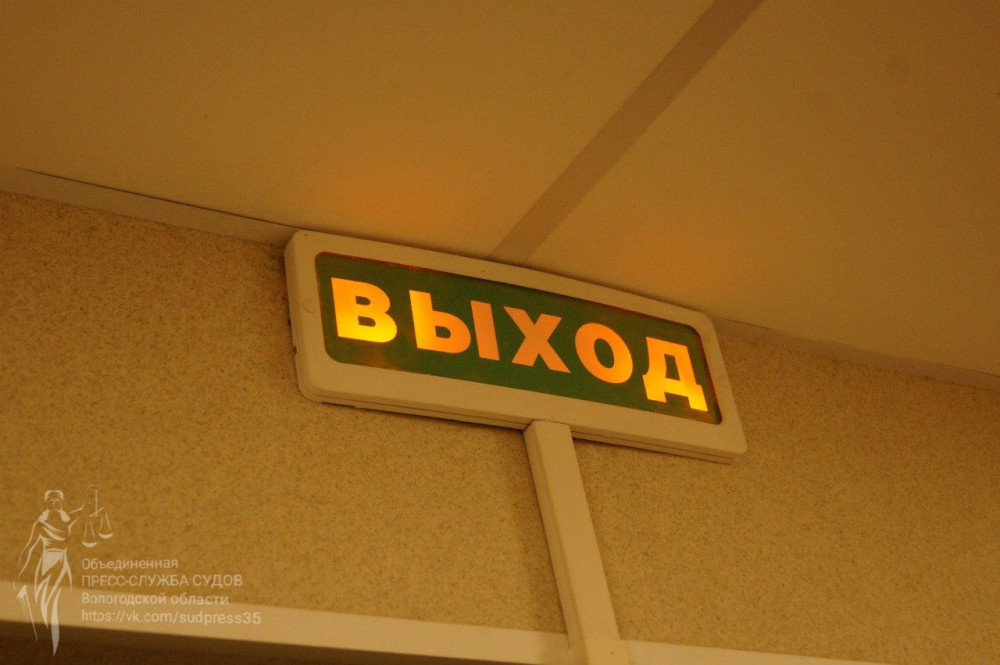 ВЫХОД
Объединенная
ПРЕСС-СЛУЖБА СУДОВ
Вологодской области
https://vk.com/sudpress35